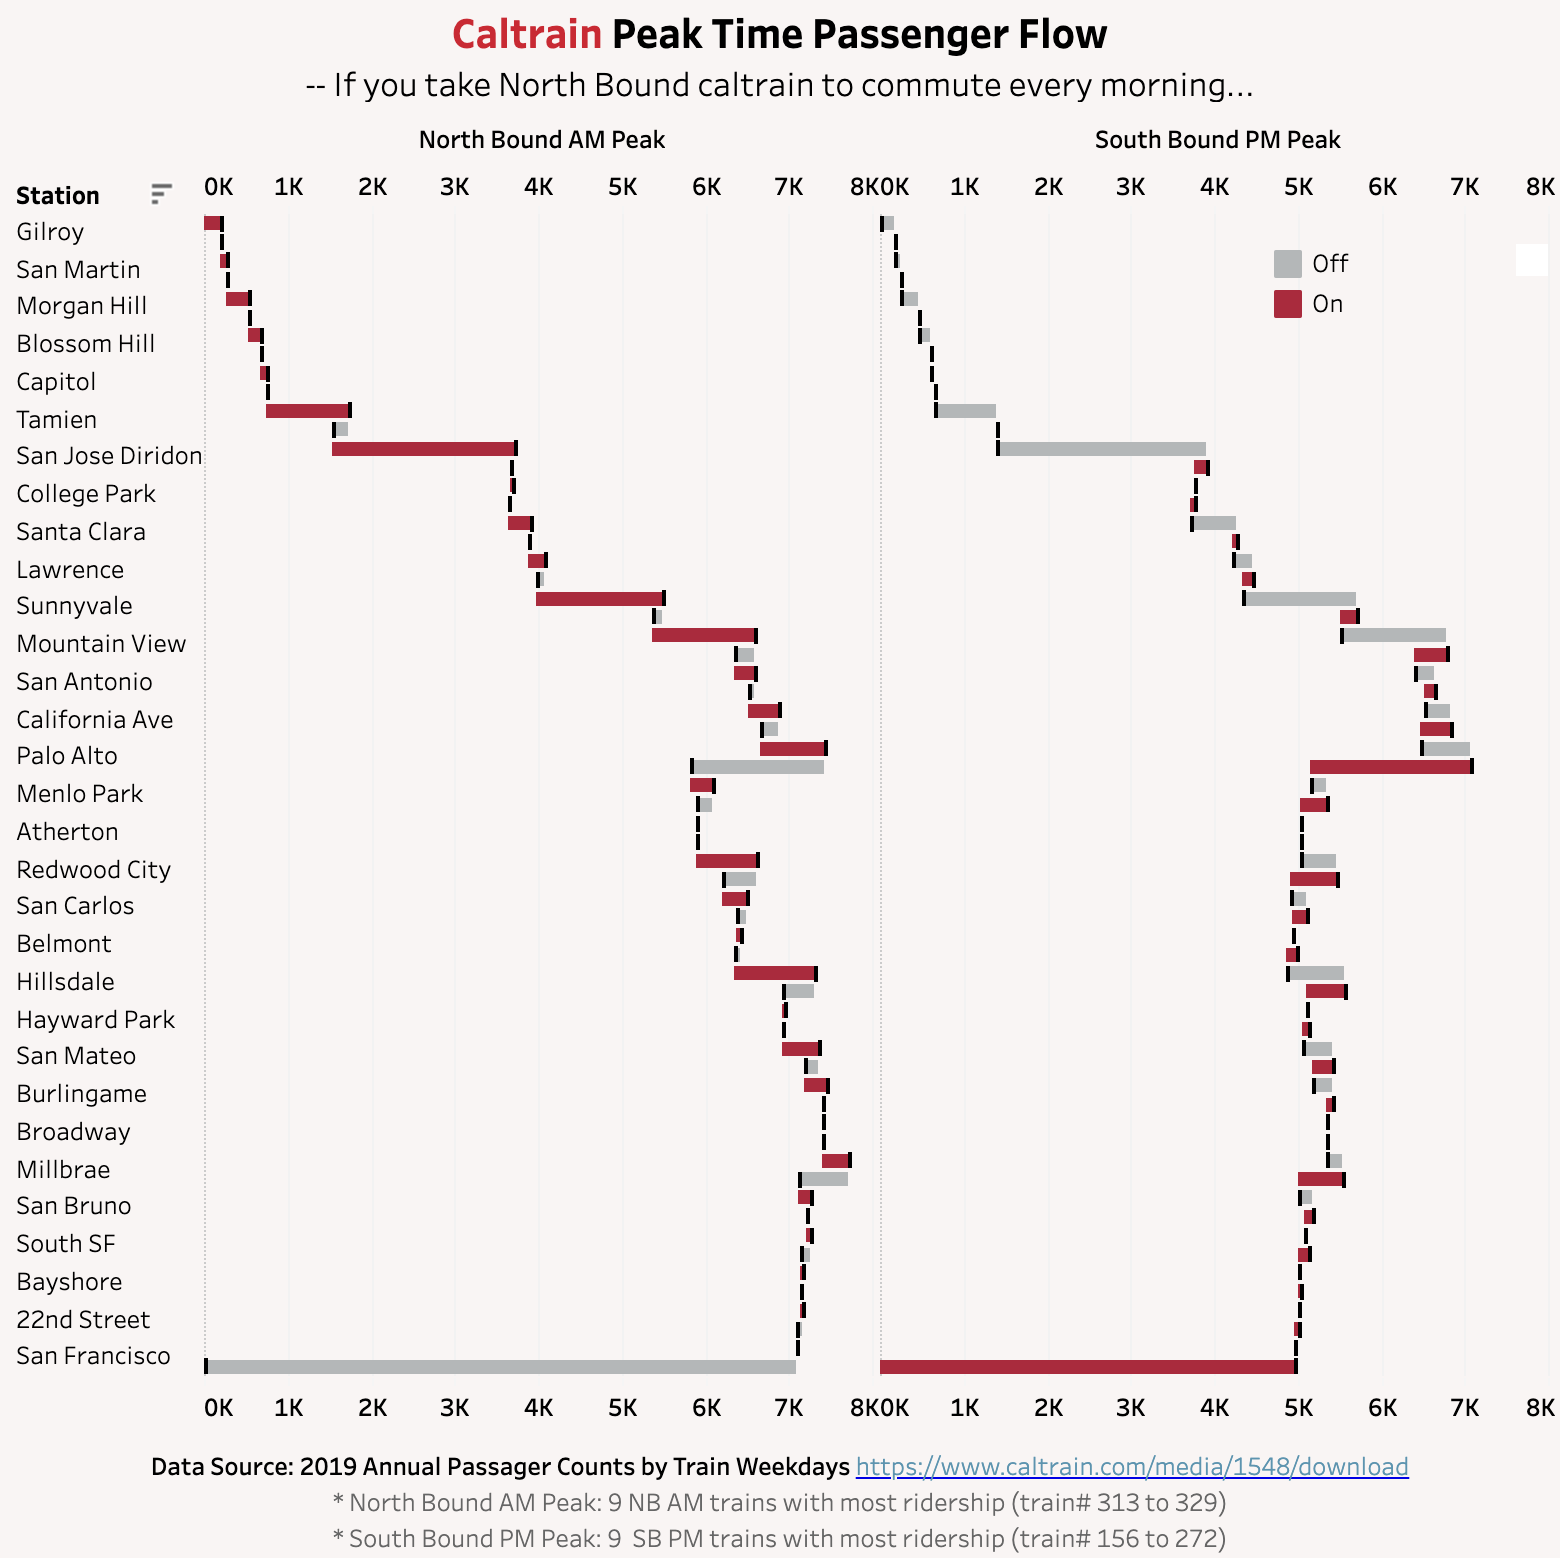 Caltrain Peak Time Passenger Flow
-- If you take North Bound caltrain to commute every morning...
North Bound AM Peak
South Bound PM Peak
Station
0K 1K 2K 3K 4K 5K 6K 7K 8K
0K 1K 2K 3K 4K 5K 6K 7K 8K
Off
On
Gilroy
San Martin
Morgan Hill
Blossom Hill
Capitol
Tamien
San Jose Diridon
College Park
Santa Clara
Lawrence
Sunnyvale
Mountain View
San Antonio
California Ave
Palo Alto
Menlo Park
Atherton
Redwood City
San Carlos
Belmont
Hillsdale
Hayward Park
San Mateo
Burlingame
Broadway
Millbrae
San Bruno
South SF
Bayshore
22nd Street
San Francisco
0K 1K 2K 3K 4K 5K 6K 7K 8K
0K 1K 2K 3K 4K 5K 6K 7K 8K
Data Source: 2019 Annual Passager Counts by Train Weekdays https://www.caltrain.com/media/1548/download
* North Bound AM Peak: 9 NB AM trains with most ridership (train# 313 to 329)
* South Bound PM Peak: 9 SB PM trains with most ridership (train# 156 to 272)